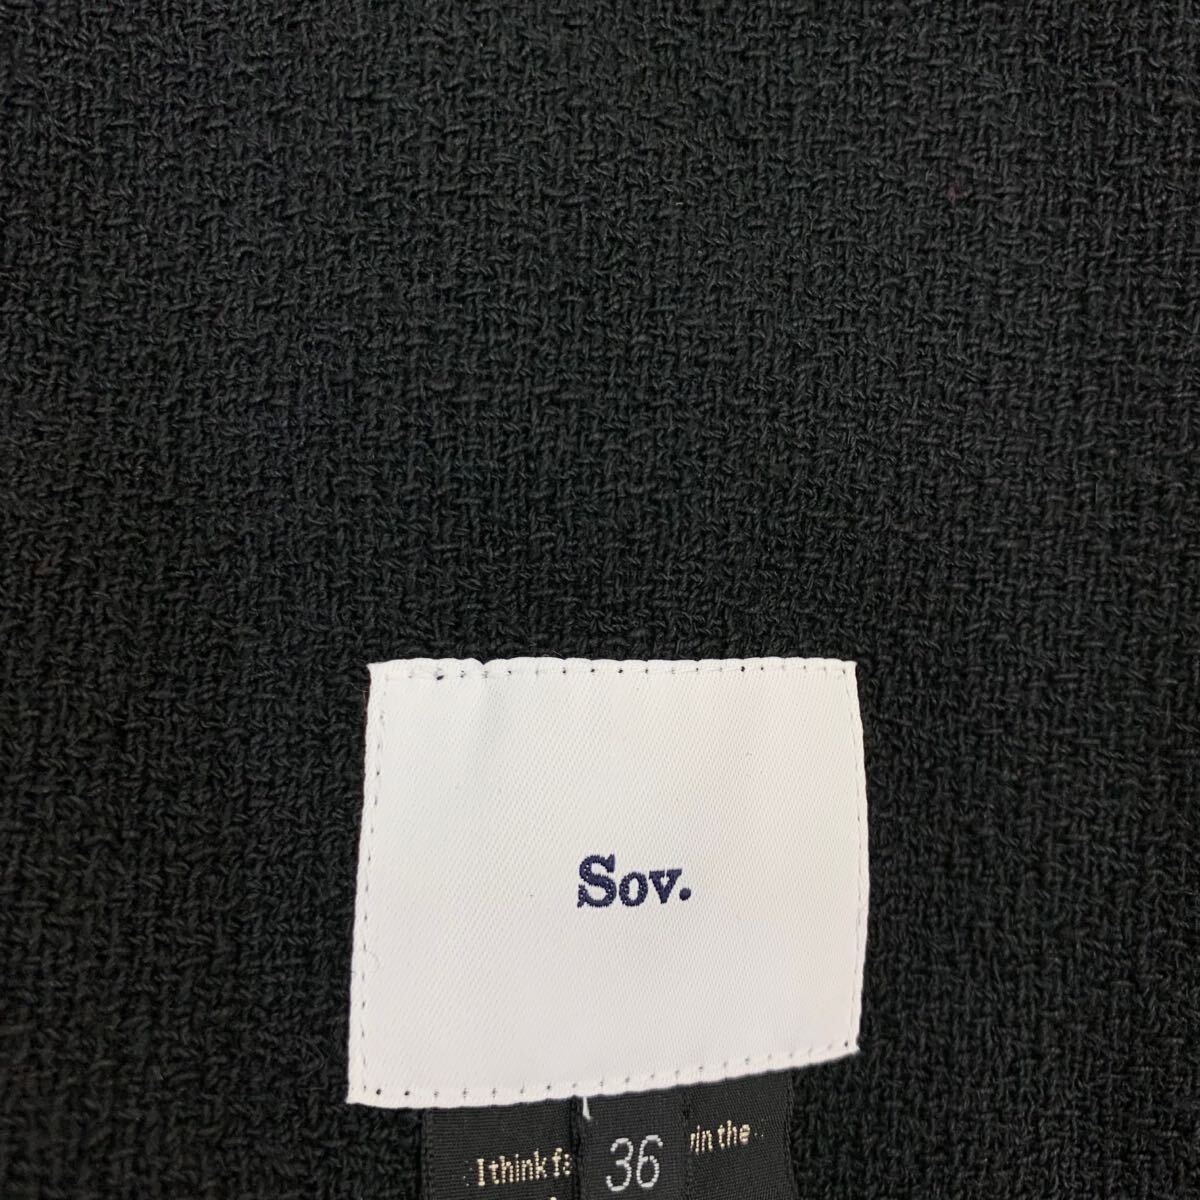 Sov.
I think
36
in the